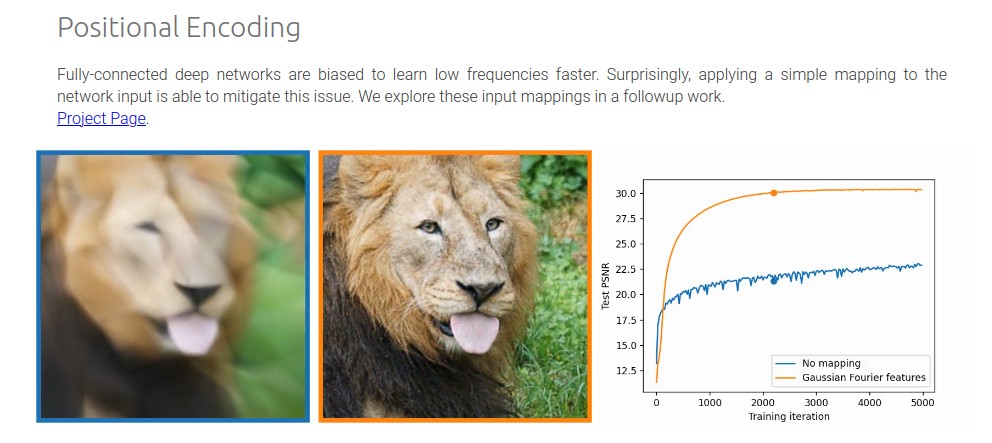 Positional Encoding
Fully-connected deep networks are biased to learn low frequencies faster. Surprisingly, applying a simple mapping to the
network input is able to mitigate this issue. We explore these input mappings in a followup work.
Project Page.
Test PSNR
30.0
27.5
25.0
22.5
20.0
17.5
15.0
12.5
No mapping
Gaussian Fourier features
0 1000 2000 3000 4000 5000
Training iteration